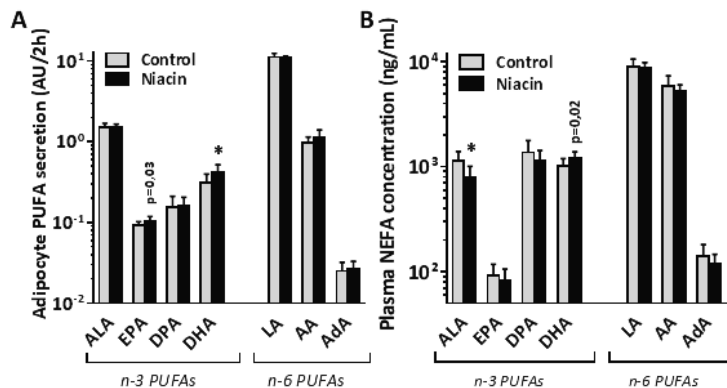 A
Adipocyte PUFA secretion (AU/2h)
10¹
10⁰
10⁻¹
10⁻²
Control
Niacin
p=0,03
*
ALA
EPA
DPA
DHA
LA
AA
AdA
n-3 PUFAs
n-6 PUFAs
B
Plasma NEFA concentration (ng/mL)
10⁴
10³
10²
Control
Niacin
*
p=0,02
ALA
EPA
DPA
DHA
LA
AA
AdA
n-3 PUFAs
n-6 PUFAs